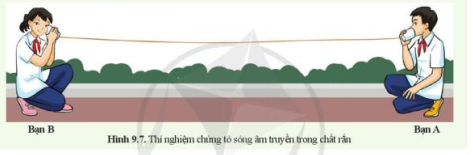 Bạn B
Bạn A
Hình 9.7. Thí nghiệm chứng tỏ sóng âm truyền trong chất rắn